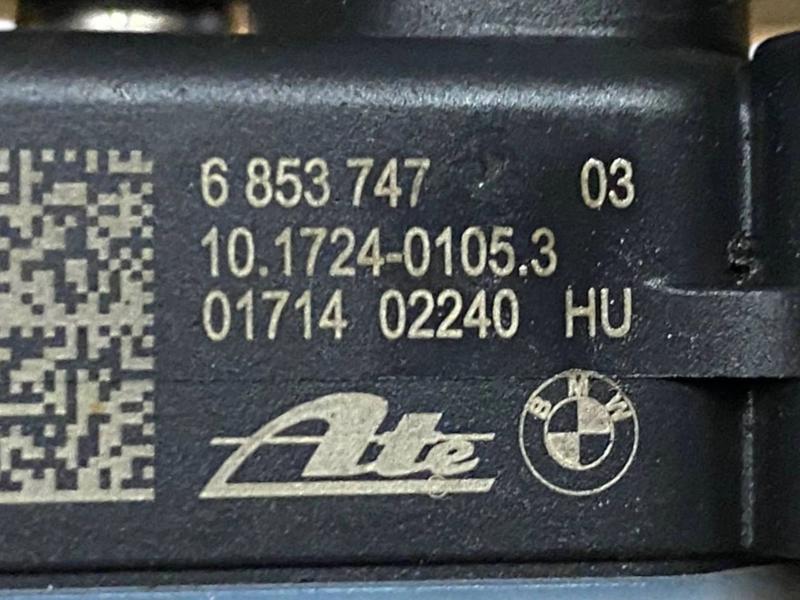 6 853 747 03
10.1724-0105.3
01714 02240 HU
Ate
BMW